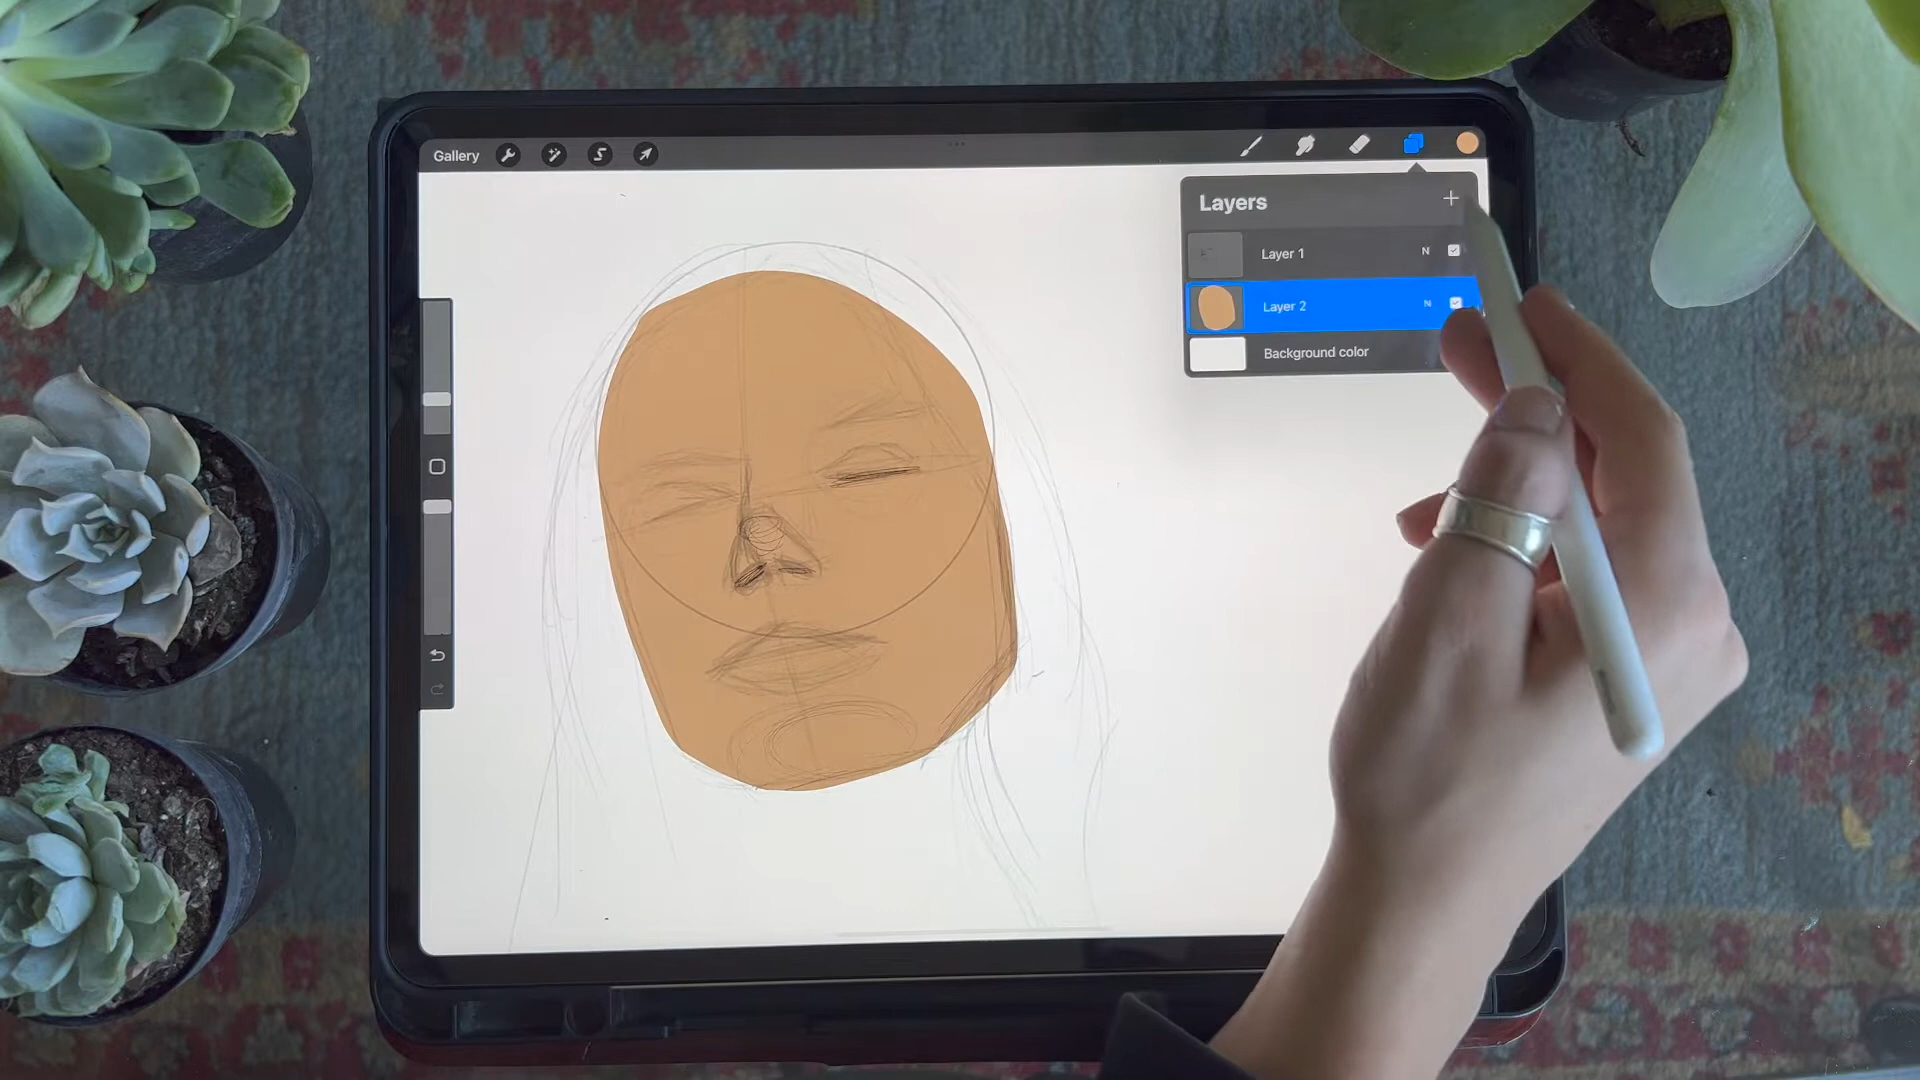 Gallery
Layers
Layer 1 N
Layer 2 N
Background color